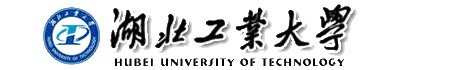 湖北工業大學
HUBEI UNIVERSITY OF TECHNOLOGY